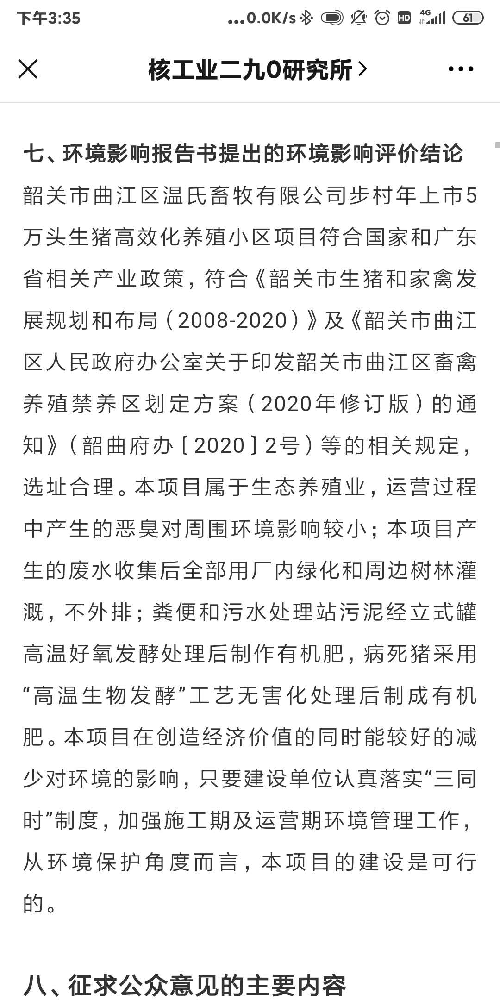 下午3:35
...0.0K/s
HD
4G
61
核工业二九0研究所
七、环境影响报告书提出的环境影响评价结论
韶关市曲江区温氏畜牧有限公司步村年上市5
万头生猪高效化养殖小区项目符合国家和广东
省相关产业政策，符合《韶关市生猪和家禽发
展规划和布局（2008-2020）》及《韶关市曲江
区人民政府办公室关于印发韶关市曲江区畜禽
养殖禁养区划定方案（2020年修订版）的通
知》（韶曲府办〔2020〕2号）等的相关规定，
选址合理。本项目属于生态养殖业，运营过程
中产生的恶臭对周围环境影响较小；本项目产
生的废水收集后全部用厂内绿化和周边树林灌
溉，不外排；粪便和污水处理站污泥经立式罐
高温好氧发酵处理后制作有机肥，病死猪采用
“高温生物发酵”工艺无害化处理后制成有机
肥。本项目在创造经济价值的同时能较好的减
少对环境的影响，只要建设单位认真落实“三同
时”制度，加强施工期及运营期环境管理工作，
从环境保护角度而言，本项目的建设是可行
的。
八、征求公众意见的主要内容